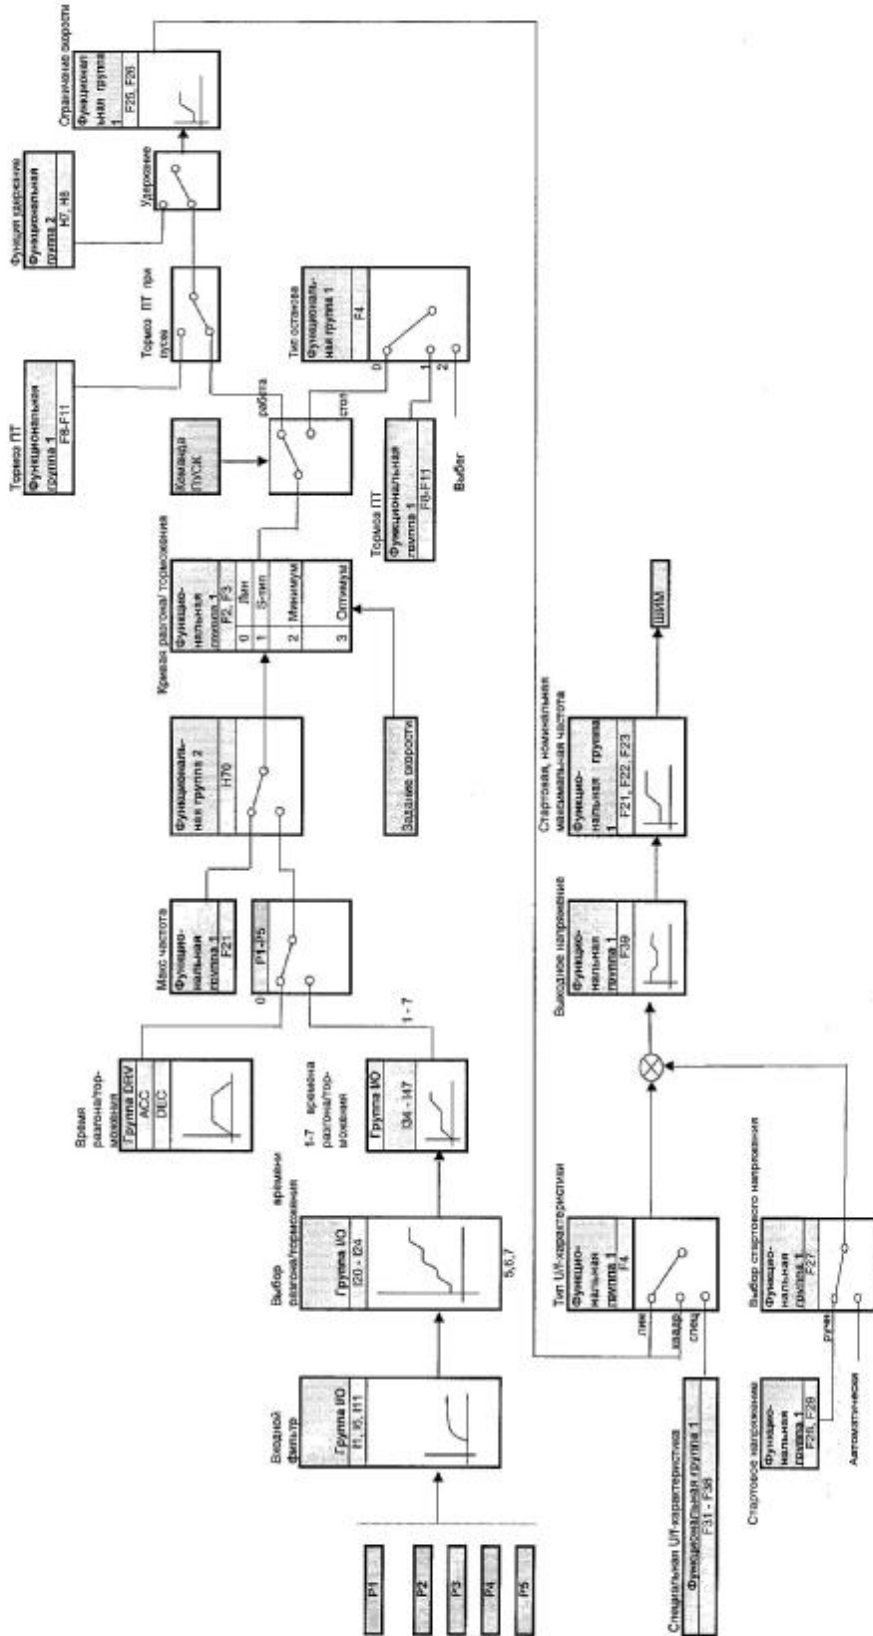 P1
P2
P3
P4
P5
Входной
фильтр
Группа I/O
I1, I6, I11
Выбор времени
разгона/торможения
Группа I/O
I20 - I24
5,6,7
Время
разгона/тор-
можения
Группа DRV
ACC
DEC
1-7 времена
разгона/тор-
можения
Группа I/O
I34 - I47
0
1 - 7
Макс частота
Функцио-
нальная
группа 1
F21
P1-P5
Функциональ-
ная группа 2
H70
Задание скорости
Кривая разгона/ торможения
Функцио-
нальная
группа 1
F2, F3
0 Лин
1 S-тип
2 Минимум
3 Оптимум
Команда
ПУСК
работа
стоп
Тормоз ПТ
Функциональная
группа 1
F8-F11
Тормоз ПТ
Функциональная
группа 1
F8-F11
Выбег
Тип останова
Функциональ-
ная группа 1
F4
0
1
2
Тормоз ПТ при
пуске
Функция удержание
Функциональная
группа 2
H7, H8
Удержание
Ограничение скорости
Функционал
ьная группа
1
F25, F26
Специальная U/f-характеристика
Функциональная группа 1
F31 - F38
Тип U/f-характеристики
Функцио-
нальная
группа 1
F4
лин
квадр
спец
Стартовое напряжение
Функцио-
нальная
группа 1
F28, F29
Автоматически
Выбор стартового напряжения
Функцио-
нальная
группа 1
F27
ручн
Выходное напряжение
Функцио-
нальная
группа 1
F39
Стартовая, номинальная
максимальная частота
Функцио-
нальная группа
1
F21, F22, F23
ШИМ